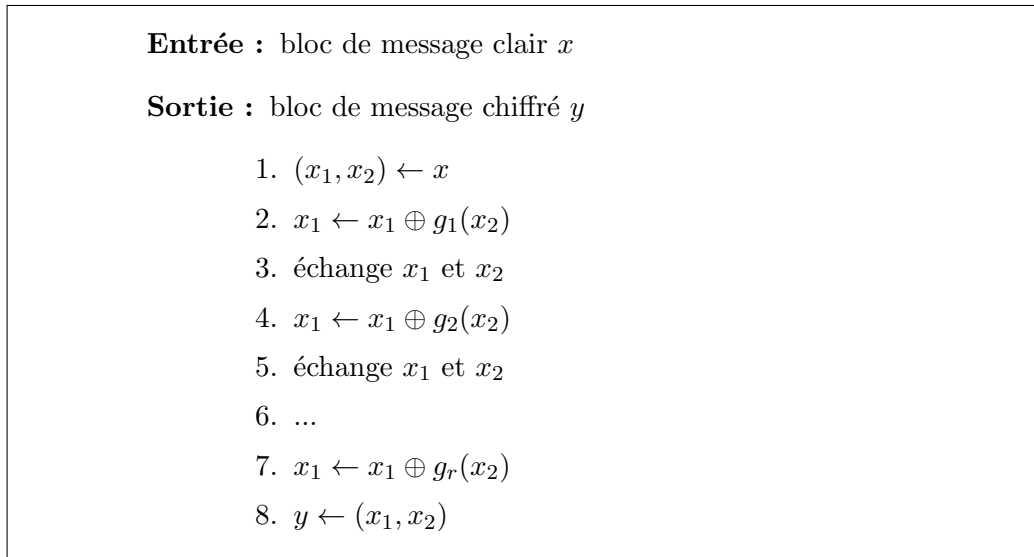 Entrée : bloc de message clair x
Sortie : bloc de message chiffré y
1. (x₁, x₂) ← x
2. x₁ ← x₁ ⊕ g₁(x₂)
3. échange x₁ et x₂
4. x₁ ← x₁ ⊕ g₂(x₂)
5. échange x₁ et x₂
6. ...
7. x₁ ← x₁ ⊕ gᵣ(x₂)
8. y ← (x₁, x₂)